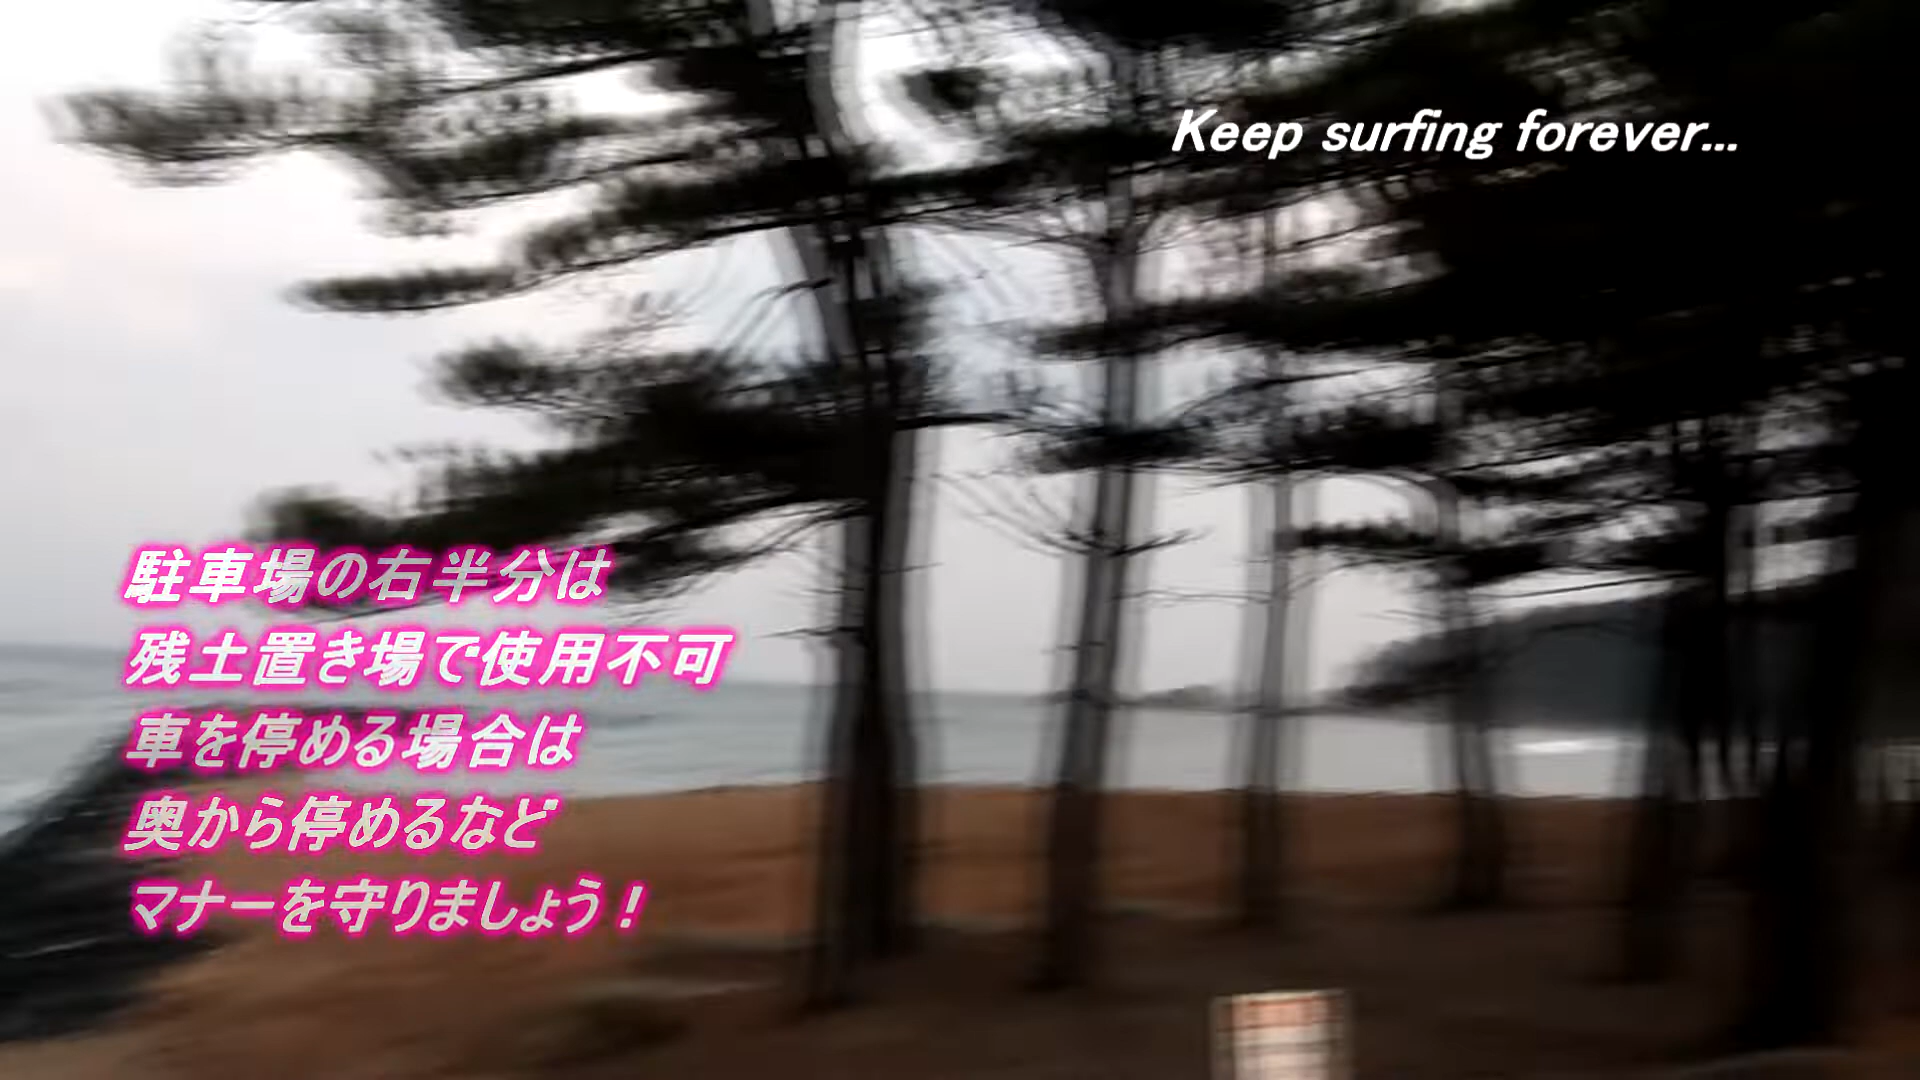 Keep surfing forever...
駐車場の右半分は
残土置き場で使用不可
車を停める場合は
奥から停めるなど
マナーを守りましょう！